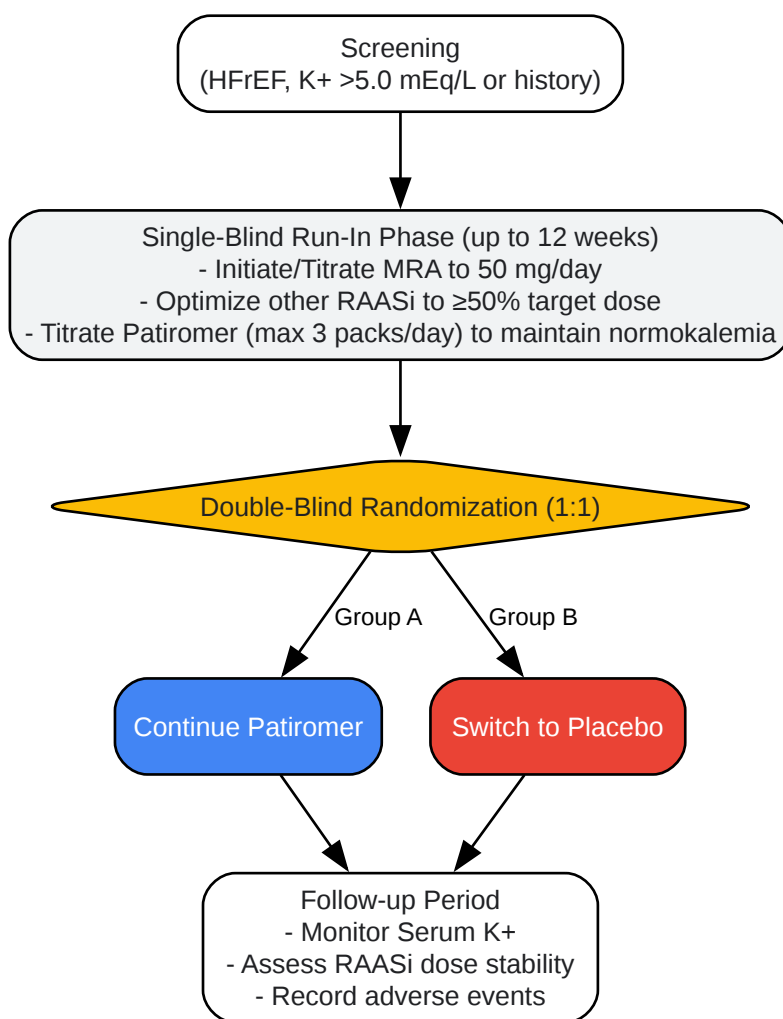 Screening
(HFrEF, K+ >5.0 mEq/L or history)
Single-Blind Run-In Phase (up to 12 weeks)
- Initiate/Titrate MRA to 50 mg/day
- Optimize other RAASi to ≥50% target dose
- Titrate Patiromer (max 3 packs/day) to maintain normokalemia
Double-Blind Randomization (1:1)
Group A
Group B
Continue Patiromer
Switch to Placebo
Follow-up Period
- Monitor Serum K+
- Assess RAASi dose stability
- Record adverse events